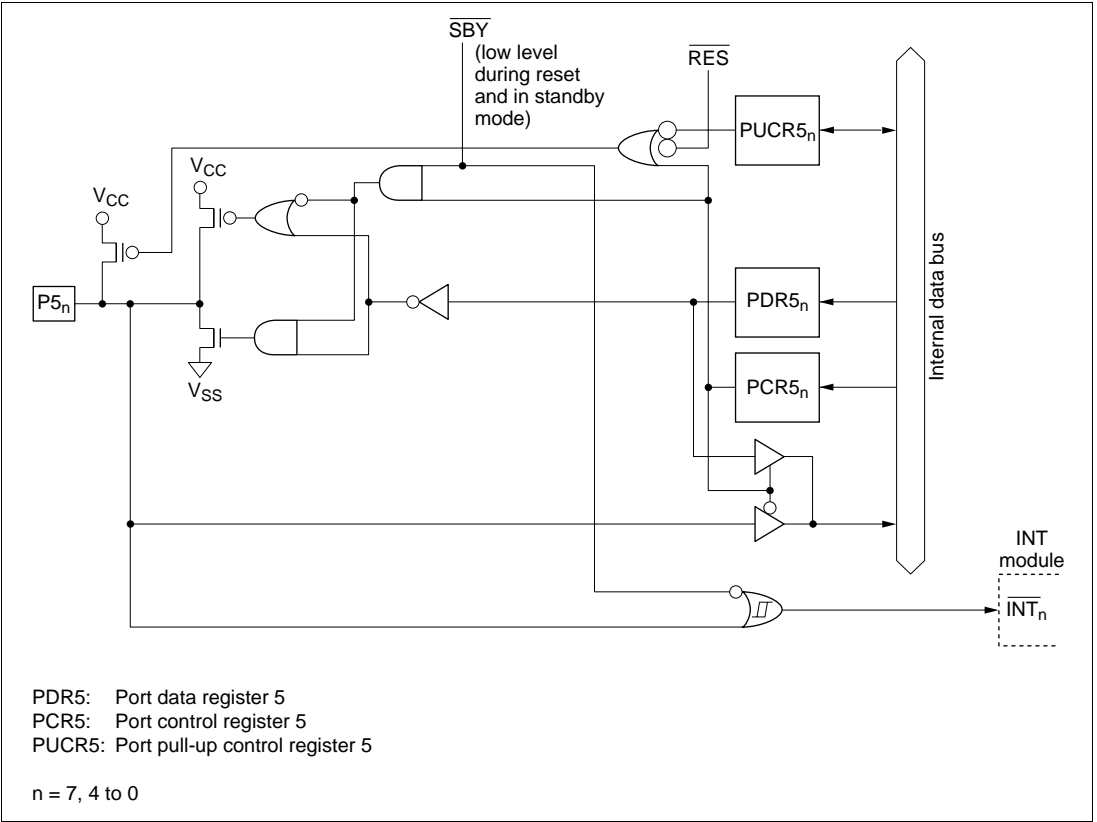 SBY
(low level
during reset
and in standby
mode)
RES
PUCR5n
VCC
VCC
P5n
PDR5n
PCR5n
VSS
Internal data bus
INT
module
INTn
PDR5: Port data register 5
PCR5: Port control register 5
PUCR5: Port pull-up control register 5
n = 7, 4 to 0